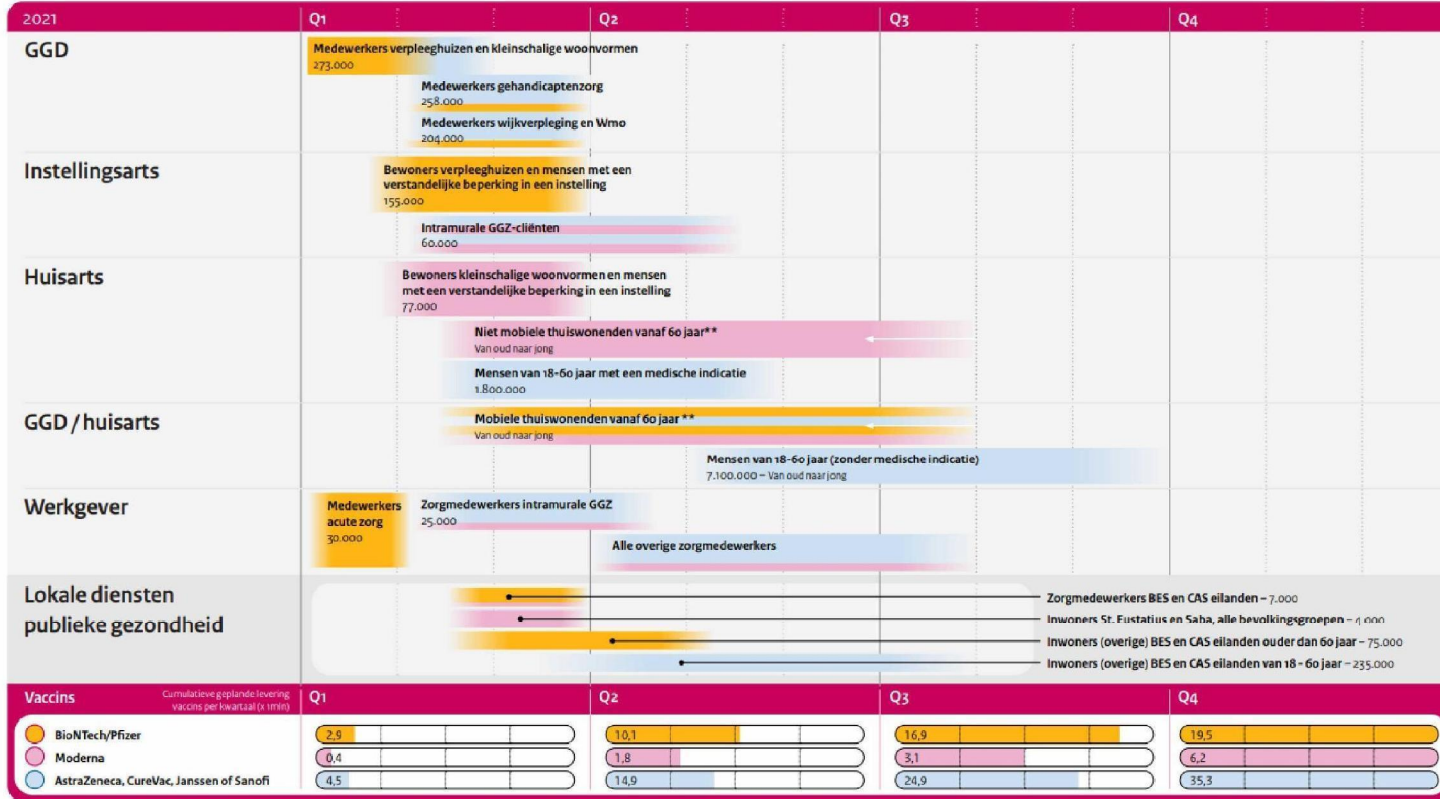 2021 Q1 Q2 Q3 Q4
GGD
Medewerkers verpleeghuizen en kleinschalige woonvormen
273.000
Medewerkers gehandicaptenzorg
258.000
Medewerkers wijkverpleging en Wmo
204.000
Instellingsarts
Bewoners verpleeghuizen en mensen met een
verstandelijke beperking in een instelling
155.000
Intramurale GGZ-cliënten
60.000
Huisarts
Bewoners kleinschalige woonvormen en mensen
met een verstandelijke beperking in een instelling
77.000
Niet mobiele thuiswonenden vanaf 60 jaar**
Van oud naar jong
Mensen van 18-60 jaar met een medische indicatie
1.800.000
GGD / huisarts
Mobiele thuiswonenden vanaf 60 jaar **
Van oud naar jong
Mensen van 18-60 jaar (zonder medische indicatie)
7.100.000 – Van oud naar jong
Werkgever
Medewerkers
acute zorg
30.000
Zorgmedewerkers intramurale GGZ
25.000
Alle overige zorgmedewerkers
Lokale diensten
publieke gezondheid
Zorgmedewerkers BES en CAS eilanden – 7.000
Inwoners St. Eustatius en Saba, alle bevolkingsgroepen – 4.000
Inwoners (overige) BES en CAS eilanden ouder dan 60 jaar – 75.000
Inwoners (overige) BES en CAS eilanden van 18 - 60 jaar – 235.000
Vaccins
Cumulatieve geplande levering
vaccins per kwartaal (x 1mln)
Q1 Q2 Q3 Q4
BioNTech/Pfizer 2,9 10,1 16,9 19,5
Moderna 0,4 1,8 3,1 6,2
AstraZeneca, CureVac, Janssen of Sanofi 4,5 14,9 24,9 35,3